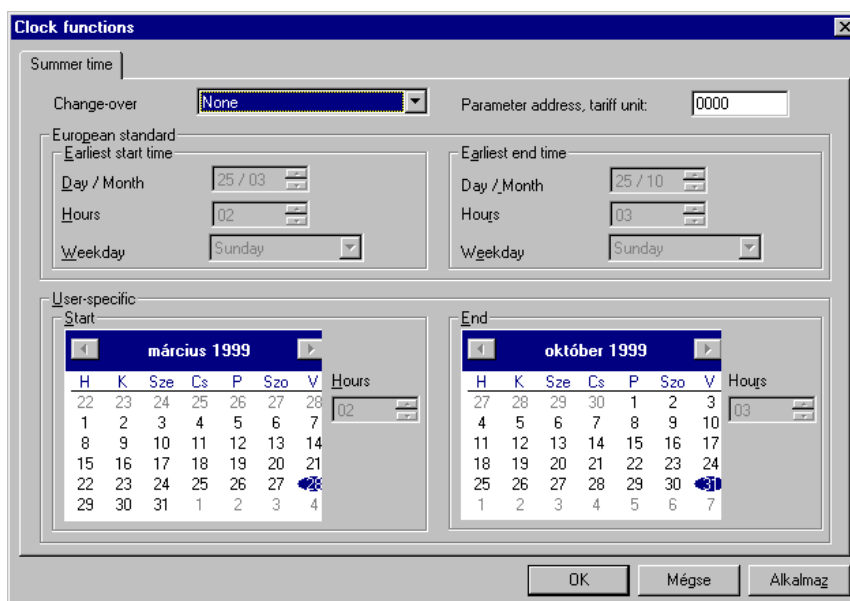 Clock functions
Summer time
Change-over None Parameter address, tariff unit: 0000
European standard
Earliest start time
Day / Month 25 / 03
Hours 02
Weekday Sunday
Earliest end time
Day / Month 25 / 10
Hours 03
Weekday Sunday
User-specific
Start
március 1999
H K Sze Cs P Szo V
22 23 24 25 26 27 28
1 2 3 4 5 6 7
8 9 10 11 12 13 14
15 16 17 18 19 20 21
22 23 24 25 26 27 28
29 30 31 1 2 3 4
Hours
02
End
október 1999
H K Sze Cs P Szo V
27 28 29 30 1 2 3
4 5 6 7 8 9 10
11 12 13 14 15 16 17
18 19 20 21 22 23 24
25 26 27 28 29 30 31
1 2 3 4 5 6 7
Hours
03
OK Mégse Alkalmaz